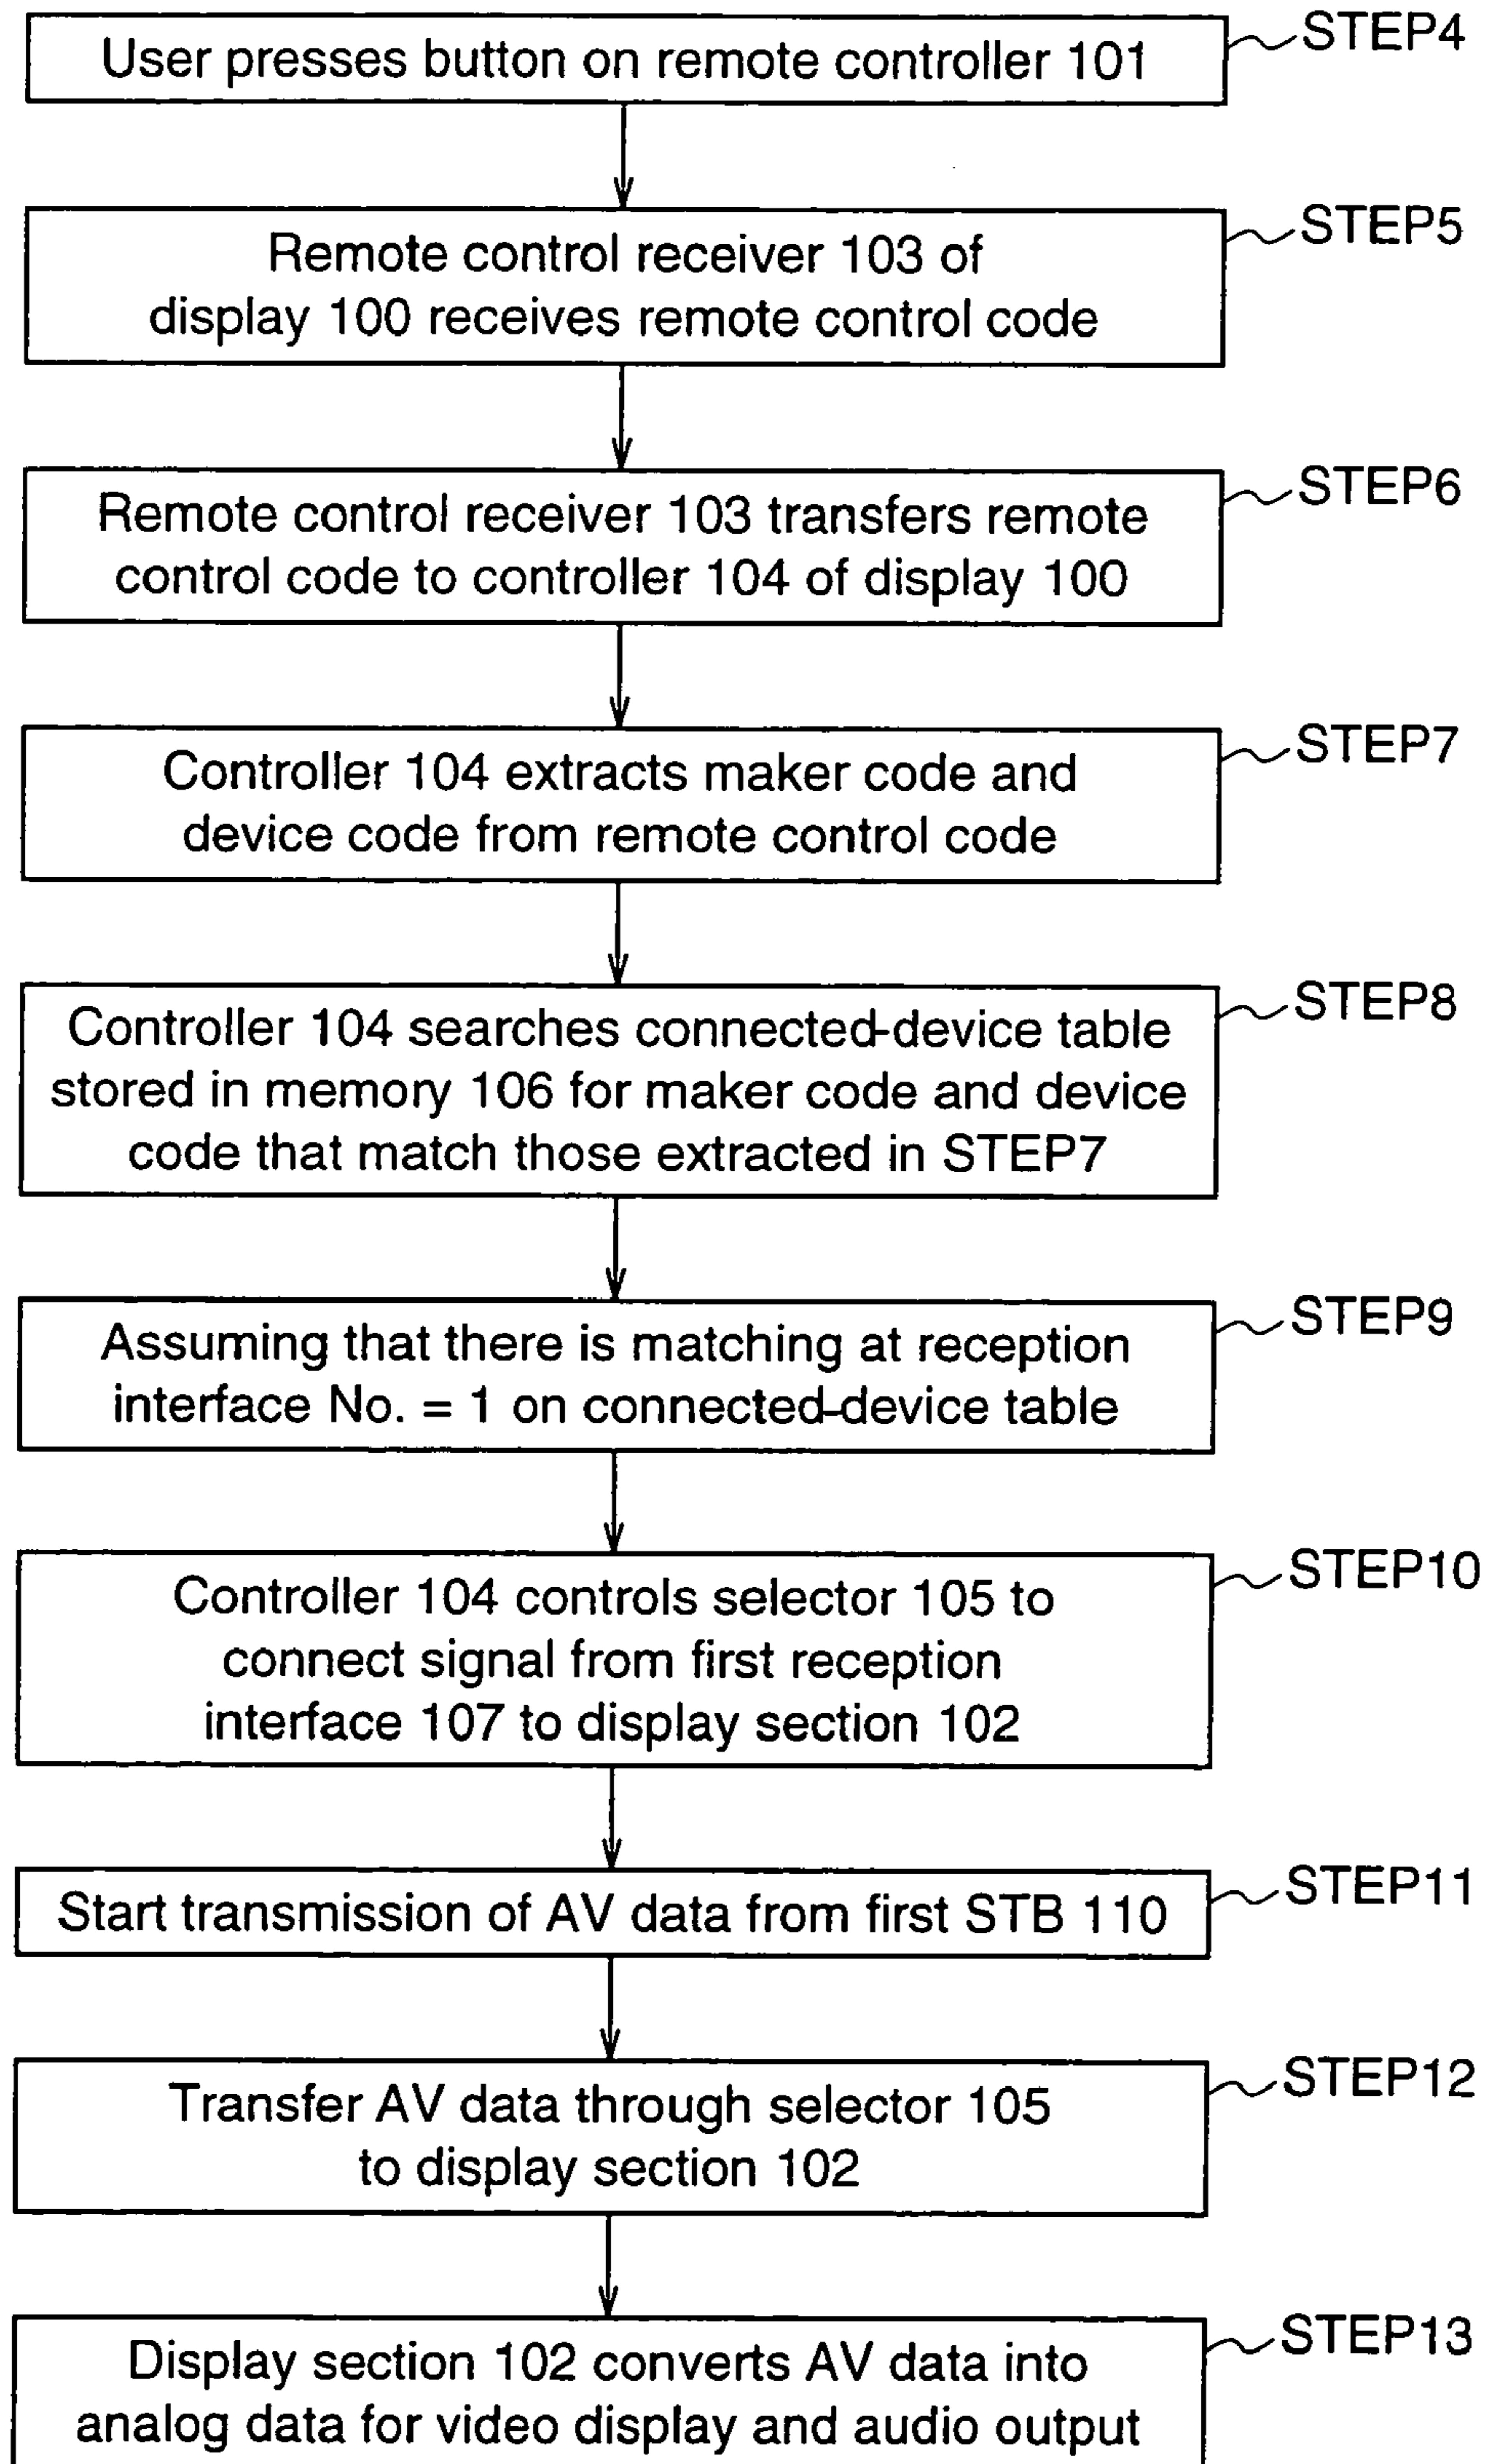 User presses button on remote controller 101
STEP4
Remote control receiver 103 of
display 100 receives remote control code
STEP5
Remote control receiver 103 transfers remote
control code to controller 104 of display 100
STEP6
Controller 104 extracts maker code and
device code from remote control code
STEP7
Controller 104 searches connected-device table
stored in memory 106 for maker code and device
code that match those extracted in STEP7
STEP8
Assuming that there is matching at reception
interface No. = 1 on connected-device table
STEP9
Controller 104 controls selector 105 to
connect signal from first reception
interface 107 to display section 102
STEP10
Start transmission of AV data from first STB 110
STEP11
Transfer AV data through selector 105
to display section 102
STEP12
Display section 102 converts AV data into
analog data for video display and audio output
STEP13